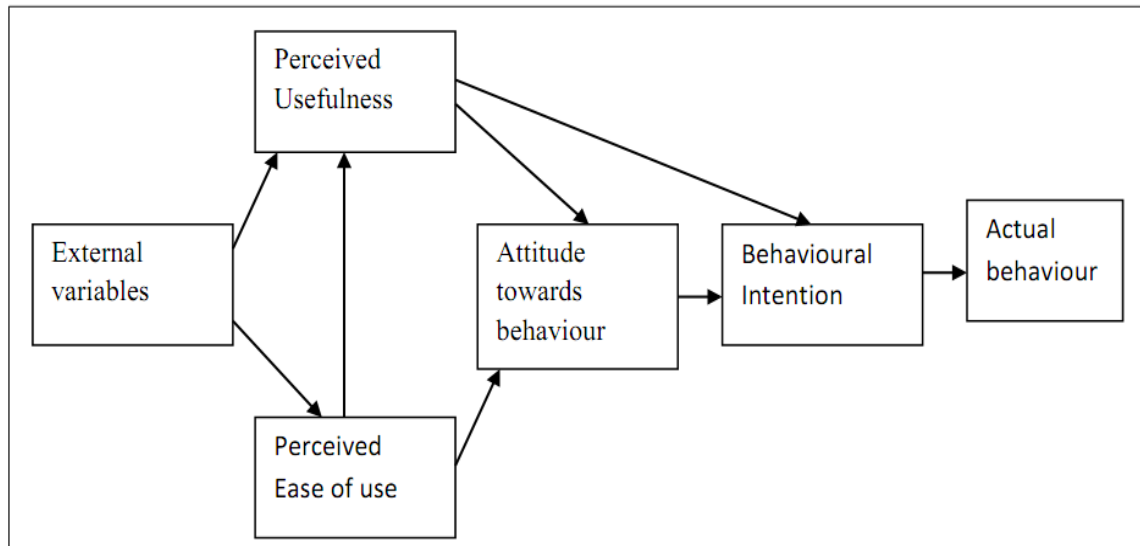 Perceived
Usefulness
External
variables
Attitude
towards
behaviour
Behavioural
Intention
Actual
behaviour
Perceived
Ease of use